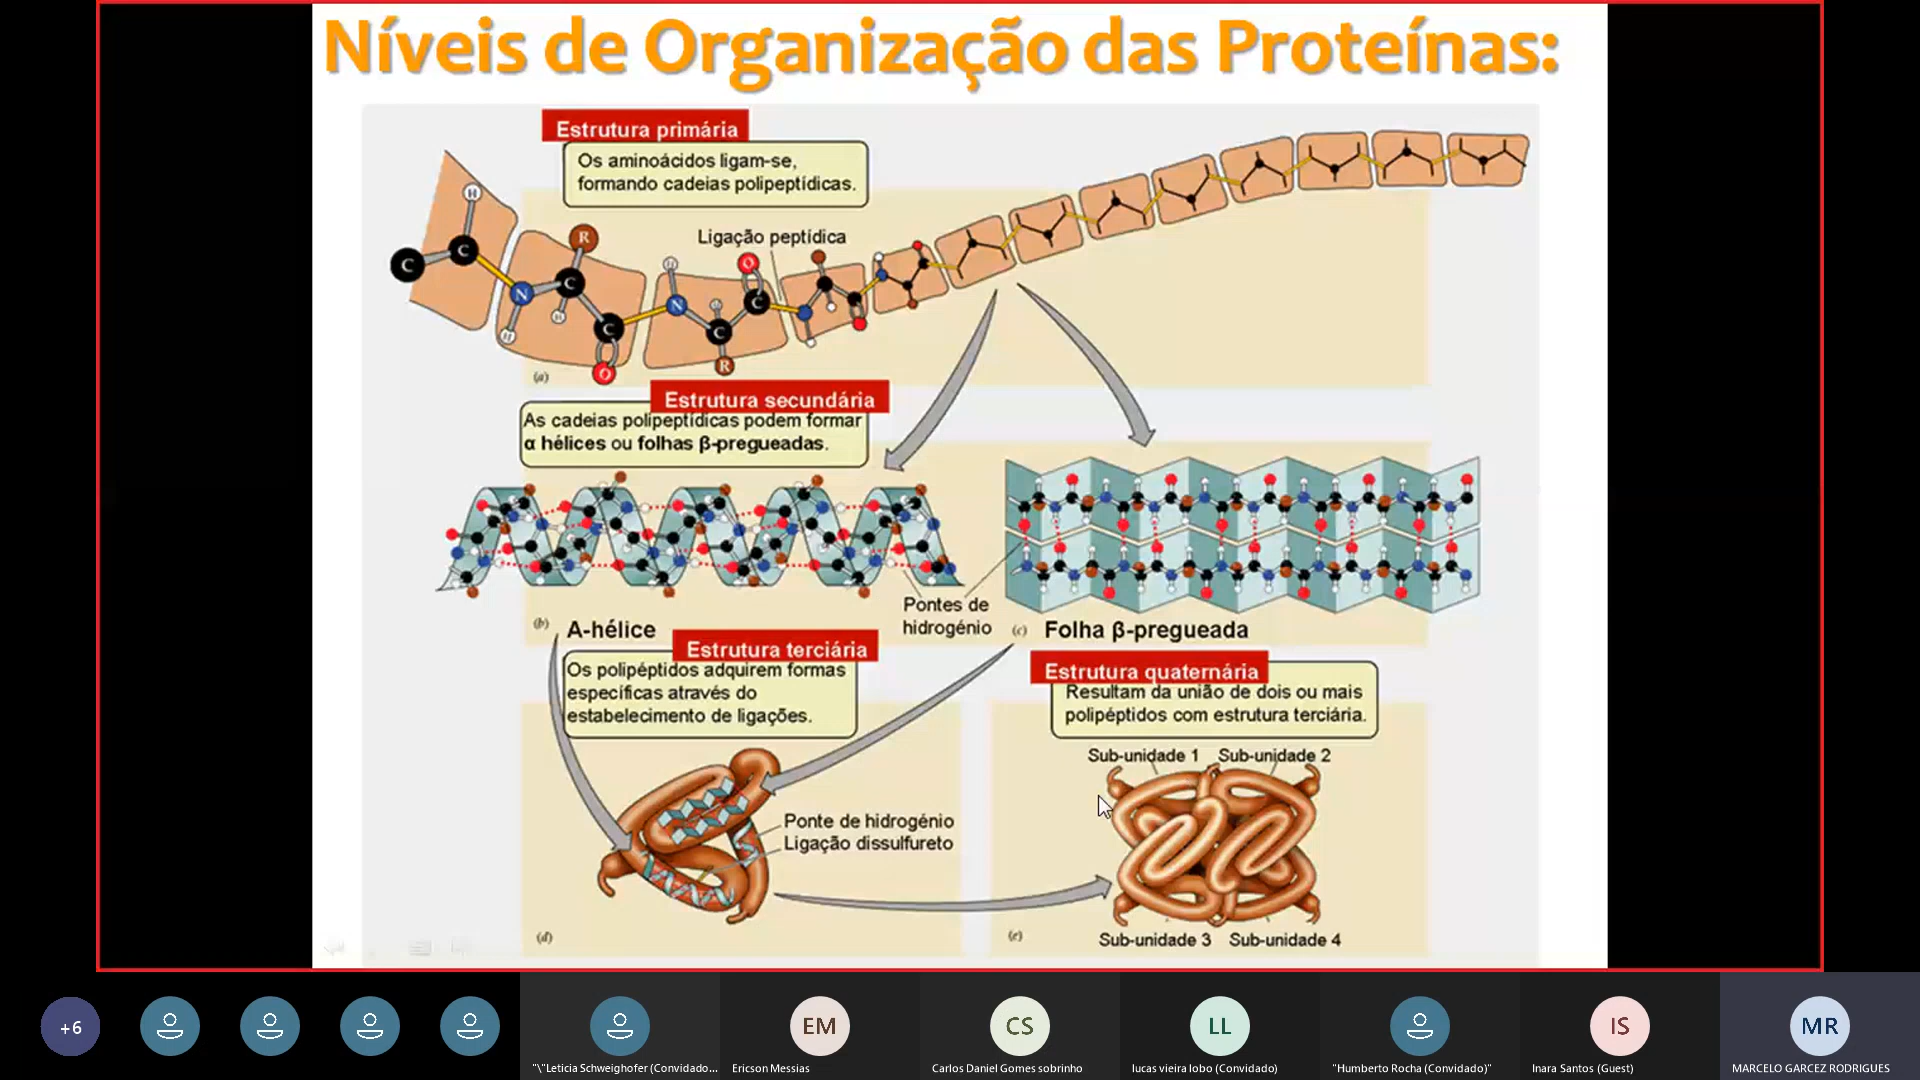 Níveis de Organização das Proteínas:
Estrutura primária
Os aminoácidos ligam-se,
formando cadeias polipeptídicas.
Ligação peptídica
H
C
C
N
H
R
C
H
C
O
H
N
H
C
R
O
C
(a)
Estrutura secundária
As cadeias polipeptídicas podem formar
α hélices ou folhas β-pregueadas.
Pontes de
hidrogénio
(b) A-hélice
(c) Folha β-pregueada
Estrutura terciária
Os polipéptidos adquirem formas
específicas através do
estabelecimento de ligações.
Ponte de hidrogénio
Ligação dissulfureto
(d)
Estrutura quaternária
Resultam da união de dois ou mais
polipéptidos com estrutura terciária.
Sub-unidade 1 Sub-unidade 2
Sub-unidade 3 Sub-unidade 4
(e)
+6
EM
CS
LL
IS
MR
"\"Leticia Schweighofer (Convidado...
Ericson Messias
Carlos Daniel Gomes sobrinho
lucas vieira lobo (Convidado)
"Humberto Rocha (Convidado)"
Inara Santos (Guest)
MARCELO GARCEZ RODRIGUES